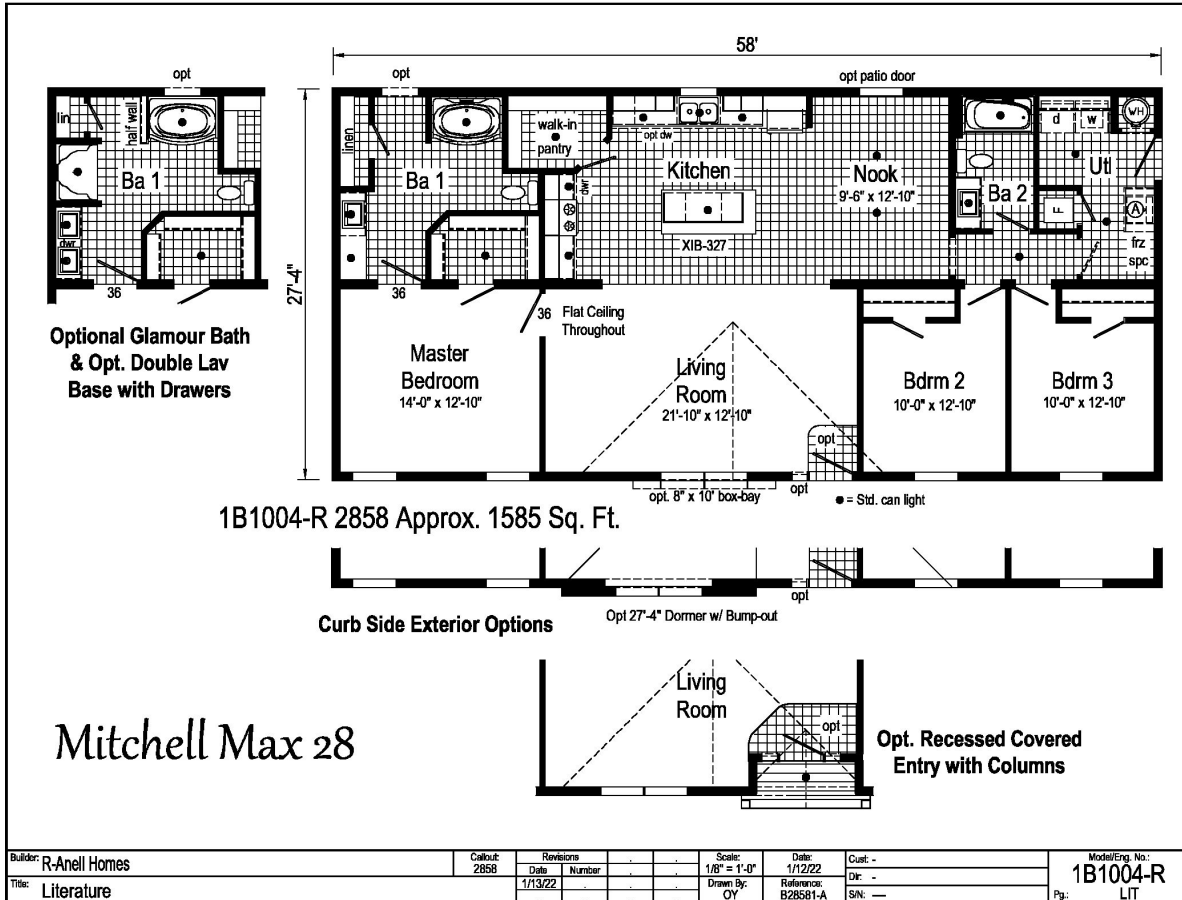 58'
27'-4"
opt
opt
opt patio door
lin
half wall
Ba 1
dwr
36
Optional Glamour Bath
& Opt. Double Lav
Base with Drawers
linen
Ba 1
36
walk-in
pantry
opt dw
dwr
Kitchen
XIB-327
Nook
9'-6" x 12'-10"
Ba 2
d
w
WH
Utl
F
A
frz
spc
36
Flat Ceiling
Throughout
Master
Bedroom
14'-0" x 12'-10"
Living
Room
21'-10" x 12'-10"
opt
Bdrm 2
10'-0" x 12'-10"
Bdrm 3
10'-0" x 12'-10"
opt. 8" x 10' box-bay
opt
● = Std. can light
1B1004-R 2858 Approx. 1585 Sq. Ft.
opt
Opt 27'-4" Dormer w/ Bump-out
Curb Side Exterior Options
Living
Room
opt
Mitchell Max 28
Opt. Recessed Covered
Entry with Columns
Builder: R-Anell Homes
Title: Literature
Callout:
2858
Revisions
Date Number
1/13/22
Scale:
1/8" = 1'-0"
Drawn By:
OY
Date:
1/12/22
Reference:
B28581-A
Cust: -
Dir: -
S/N: —
Model/Eng. No.:
1B1004-R
Pg.: LIT